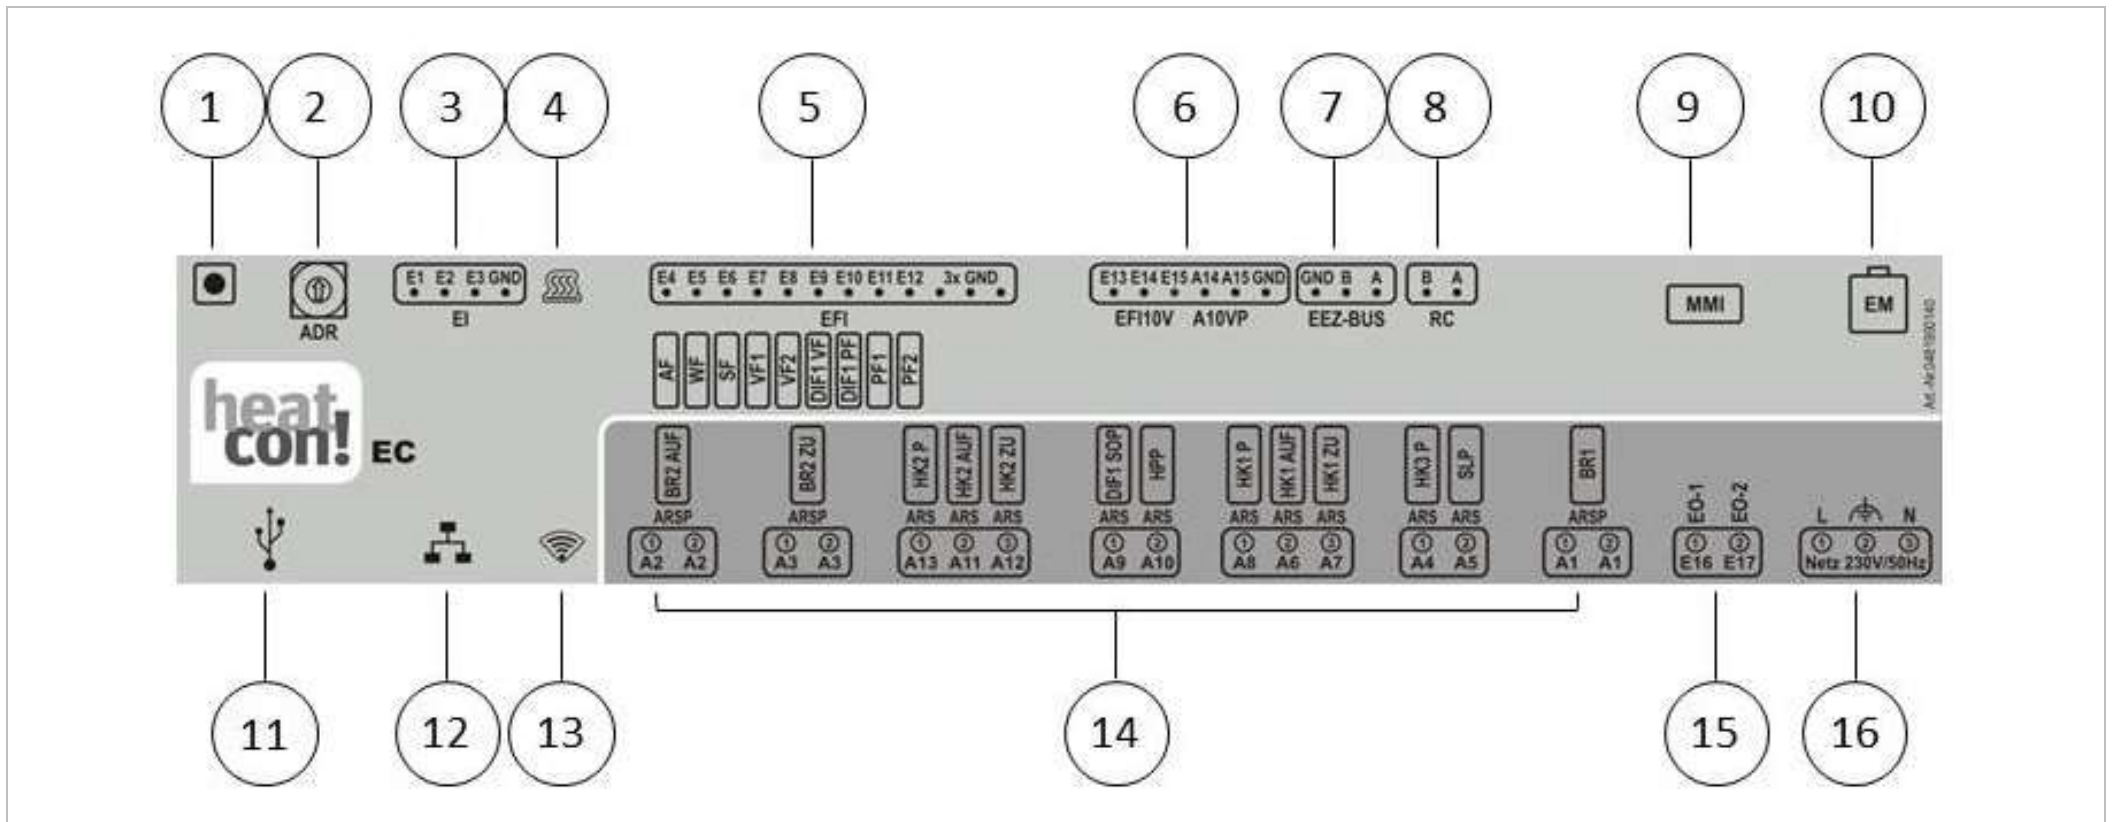 1 2 3 4 5 6 7 8 9 10
E1 E2 E3 GND
EI
ADR
E4 E5 E6 E7 E8 E9 E10 E11 E12 3x GND
EFI
E13 E14 E15 A14 A15 GND
EFI10V A10VP
GND B A
EEZ-BUS
B A
RC
MMI
EM
AF WF SF VF1 VF2 DIF1 VF DIF1 PF PF1 PF2
heat
con! EC
BR2 AUF BR2 ZU HK2 P HK2 AUF HK2 ZU DIF1 SOP HPP HK1 P HK1 AUF HK1 ZU HK3 P SLP BR1 EO-1 EO-2
ARSP ARSP ARS ARS ARS ARS ARS ARS ARS ARS ARS ARS ARSP L N
1 2 1 2 1 2 3 1 2 1 2 3 1 2 1 2 1 2 1 2 3
A2 A2 A3 A3 A13 A11 A12 A9 A10 A8 A6 A7 A4 A5 A1 A1 E16 E17 Netz 230V/50Hz
11 12 13 14 15 16